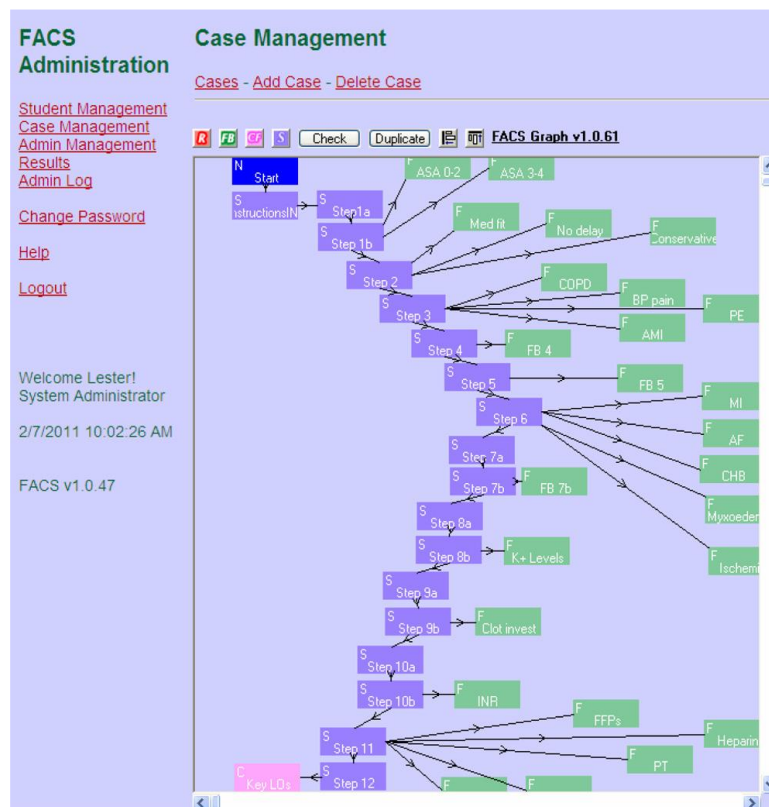 FACS
Administration
Student Management
Case Management
Admin Management
Results
Admin Log
Change Password
Help
Logout
Welcome Lester!
System Administrator
2/7/2011 10:02:26 AM
FACS v1.0.47
Case Management
Cases - Add Case - Delete Case
R FB CF S Check Duplicate FACS Graph v1.0.61
N
Start
F
ASA 0-2
F
ASA 3-4
S
nstructionsIN
S
Step1a
S
Step 1b
F
Med fit
F
No delay
F
Conservative
S
Step 2
F
COPD
F
BP pain
F
PE
F
AMI
S
Step 3
S
Step 4
F
FB 4
S
Step 5
F
FB 5
S
Step 6
F
MI
F
AF
F
CHB
F
Myxoeder
F
Ischemi
S
Step 7a
S
Step 7b
F
FB 7b
S
Step 8a
S
Step 8b
F
K+ Levels
S
Step 9a
S
Step 9b
F
Clot invest
S
Step 10a
S
Step 10b
F
INR
S
Step 11
F
FFPs
F
Heparin
F
PT
C
Key LOs
S
Step 12
F
F